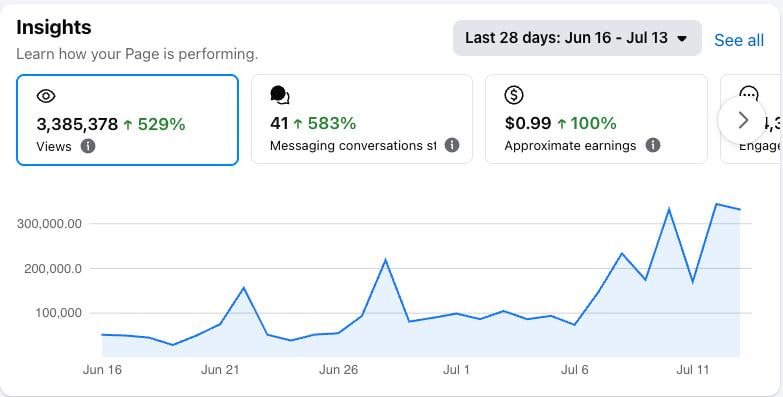 Insights
Learn how your Page is performing.
Last 28 days: Jun 16 - Jul 13
See all
3,385,378 ↑ 529%
Views
41 ↑ 583%
Messaging conversations st
$0.99 ↑ 100%
Approximate earnings
Engage
300,000.00
200,000.0
100,000
Jun 16
Jun 21
Jun 26
Jul 1
Jul 6
Jul 11